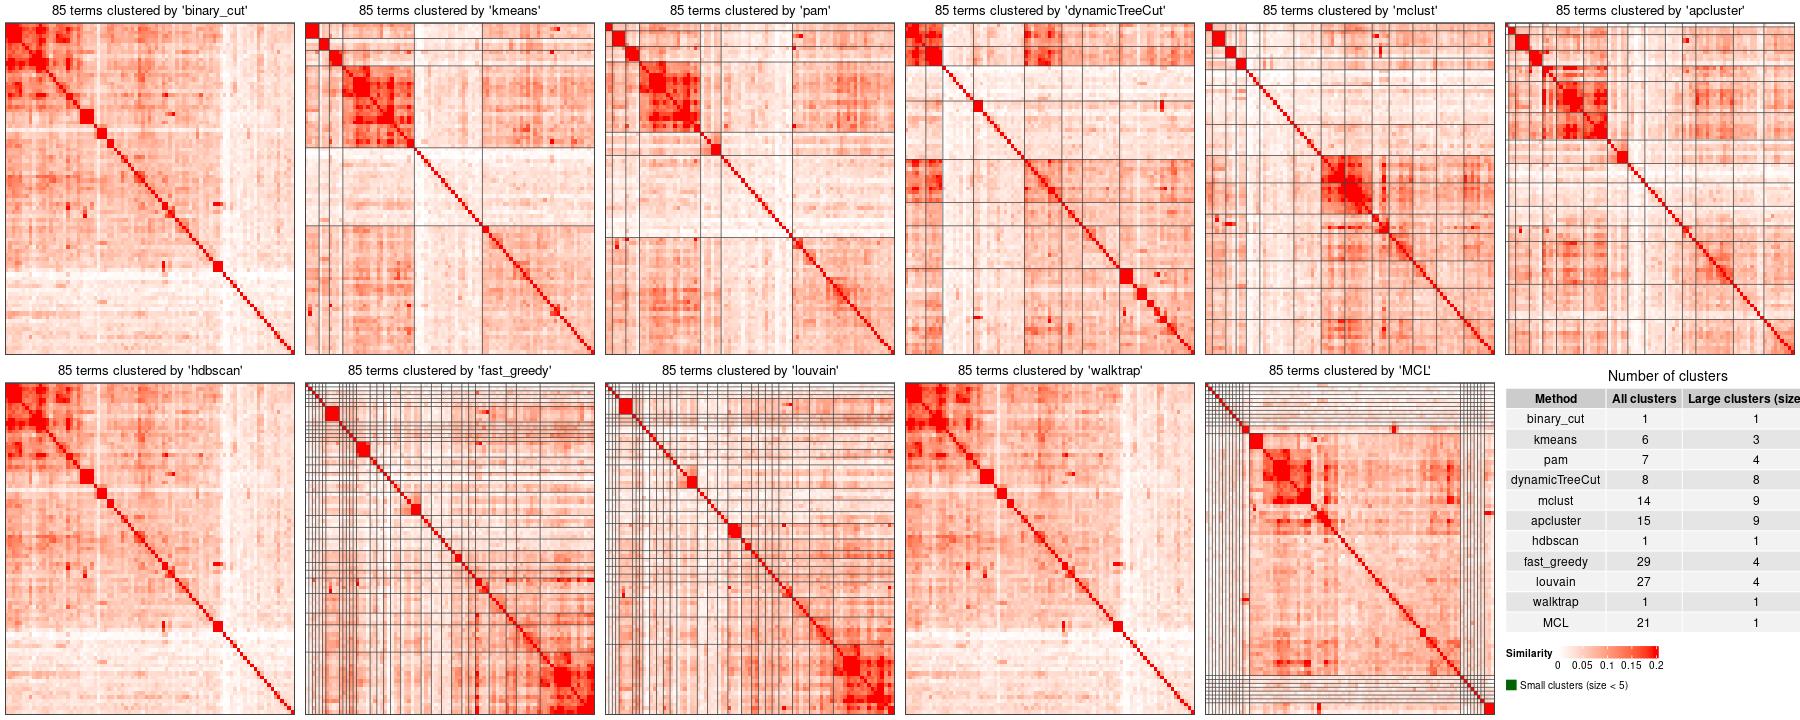 85 terms clustered by 'binary_cut'
85 terms clustered by 'kmeans'
85 terms clustered by 'pam'
85 terms clustered by 'dynamicTreeCut'
85 terms clustered by 'mclust'
85 terms clustered by 'apcluster'
85 terms clustered by 'hdbscan'
85 terms clustered by 'fast_greedy'
85 terms clustered by 'louvain'
85 terms clustered by 'walktrap'
85 terms clustered by 'MCL'
Number of clusters
Method All clusters Large clusters (size
binary_cut 1 1
kmeans 6 3
pam 7 4
dynamicTreeCut 8 8
mclust 14 9
apcluster 15 9
hdbscan 1 1
fast_greedy 29 4
louvain 27 4
walktrap 1 1
MCL 21 1
Similarity
0 0.05 0.1 0.15 0.2
Small clusters (size < 5)